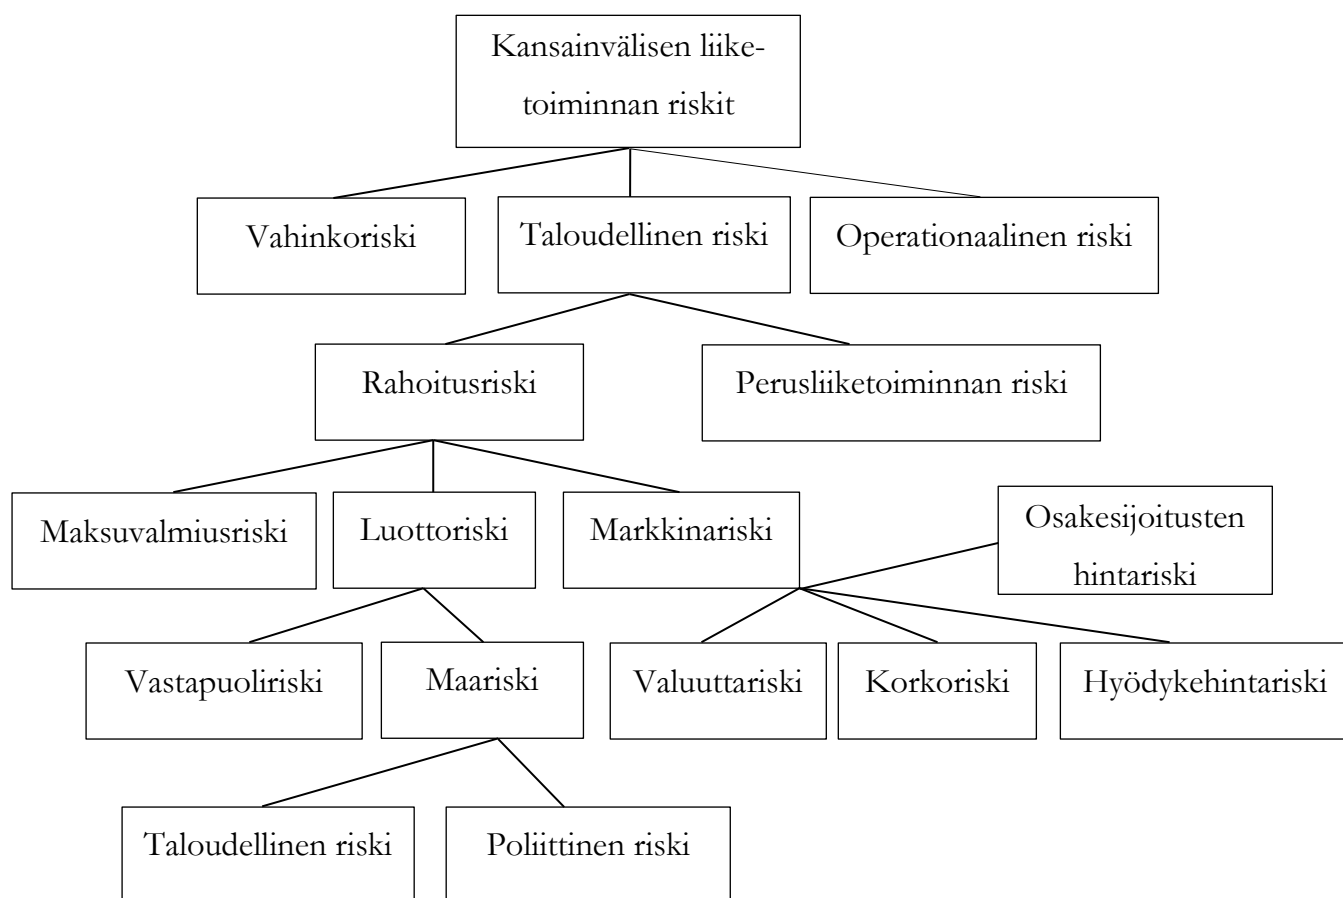 Kansainvälisen liike-
toiminnan riskit
Vahinkoriski
Taloudellinen riski
Operationaalinen riski
Rahoitusriski
Perusliiketoiminnan riski
Maksuvalmiusriski
Luottoriski
Markkinariski
Osakesijoitusten
hintariski
Vastapuoliriski
Maariski
Valuuttariski
Korkoriski
Hyödykehintariski
Taloudellinen riski
Poliittinen riski